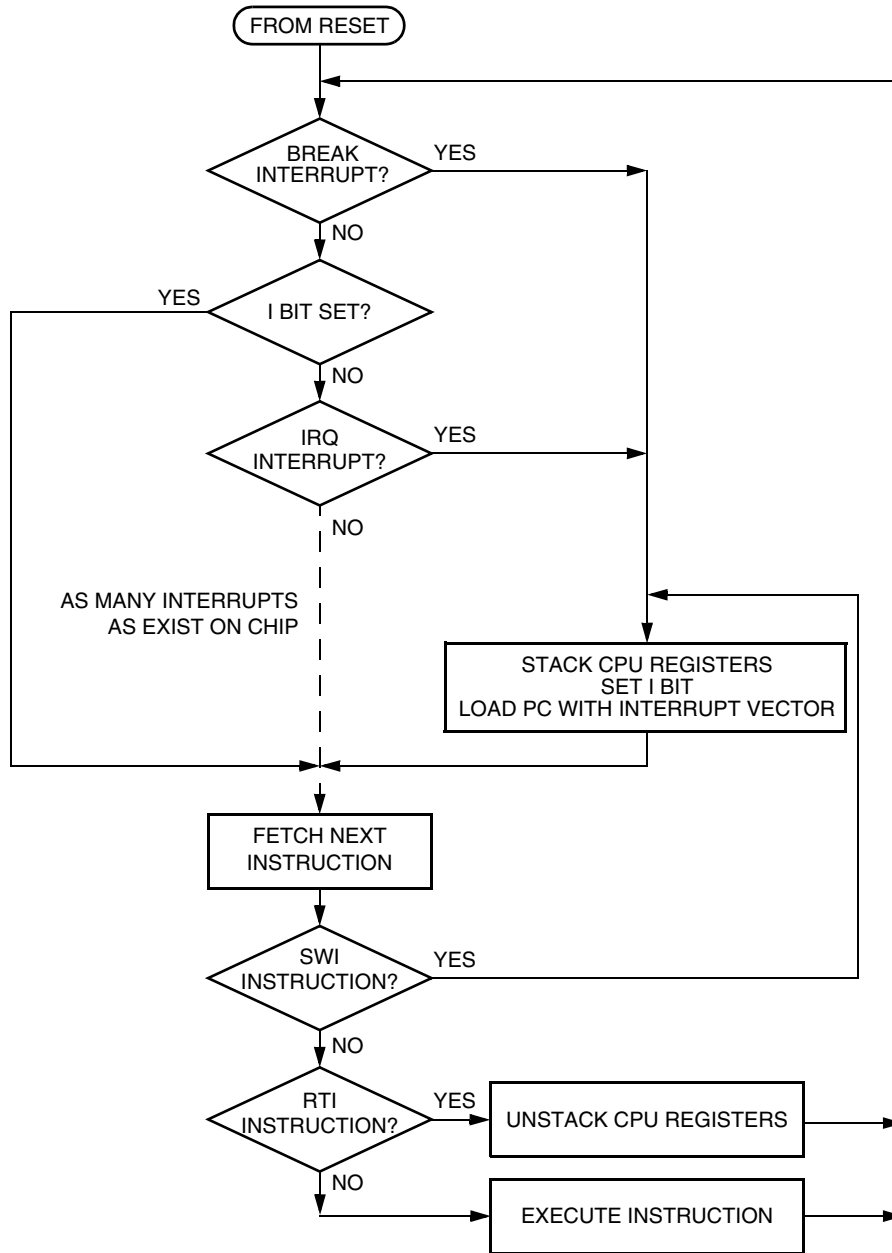 FROM RESET
BREAK
INTERRUPT?
YES
NO
YES
I BIT SET?
NO
IRQ
INTERRUPT?
YES
NO
AS MANY INTERRUPTS
AS EXIST ON CHIP
STACK CPU REGISTERS
SET I BIT
LOAD PC WITH INTERRUPT VECTOR
FETCH NEXT
INSTRUCTION
SWI
INSTRUCTION?
YES
NO
RTI
INSTRUCTION?
YES
UNSTACK CPU REGISTERS
NO
EXECUTE INSTRUCTION